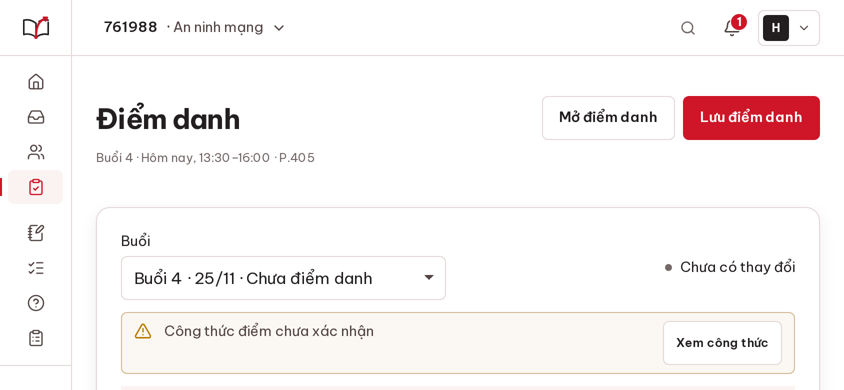 761988 · An ninh mạng
1
H
Điểm danh
Mở điểm danh
Lưu điểm danh
Buổi 4 · Hôm nay, 13:30–16:00 · P.405
Buổi
Buổi 4 · 25/11 · Chưa điểm danh
Chưa có thay đổi
Công thức điểm chưa xác nhận
Xem công thức